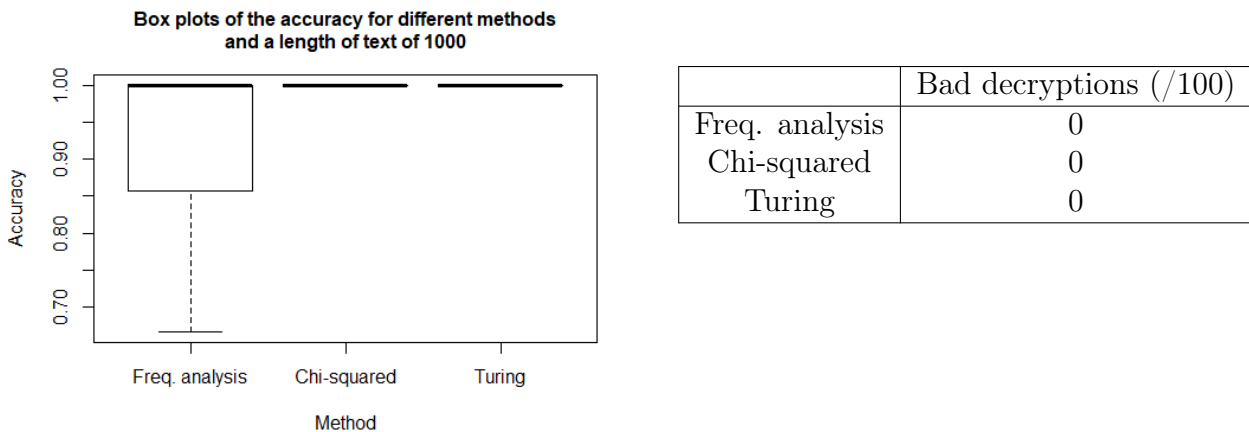 Box plots of the accuracy for different methods
and a length of text of 1000
1.00
0.90
0.80
0.70
Accuracy
Freq. analysis Chi-squared Turing
Method
Bad decryptions (/100)
Freq. analysis 0
Chi-squared 0
Turing 0